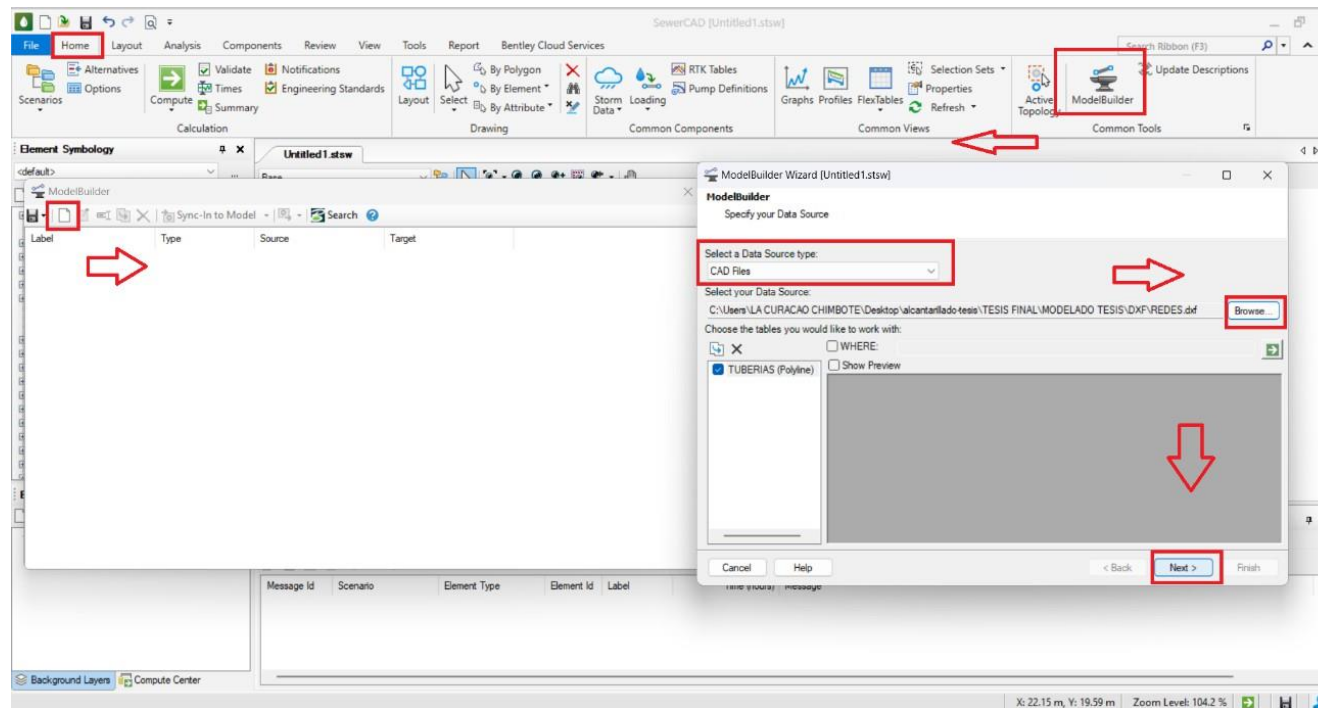 SewerCAD [Untitled1.stsw]
File Home Layout Analysis Components Review View Tools Report Bentley Cloud Services Search Ribbon (F3)
Scenarios Alternatives Options
Compute Validate Times Summary Notifications Engineering Standards
Calculation
Layout Select By Polygon By Element By Attribute
Drawing
Storm Data Loading RTK Tables Pump Definitions
Common Components
Graphs Profiles FlexTables Selection Sets Properties Refresh
Common Views
Active Topology ModelBuilder Update Descriptions
Common Tools
Element Symbology
<default>
Untitled1.stsw
Base
ModelBuilder
Sync-In to Model Search
Label Type Source Target
ModelBuilder Wizard [Untitled1.stsw]
ModelBuilder
Specify your Data Source
Select a Data Source type:
CAD Files
Select your Data Source:
C:\Users\LA CURACAO CHIMBOTE\Desktop\alcantarillado-tesis\TESIS FINAL\MODELADO TESIS\DXF\REDES.dxf Browse...
Choose the tables you would like to work with:
WHERE:
Show Preview
TUBERIAS (Polyline)
Cancel Help < Back Next > Finish
Message Id Scenario Element Type Element Id Label Time (hours) Message
Background Layers Compute Center
X: 22.15 m, Y: 19.59 m Zoom Level: 104.2 %